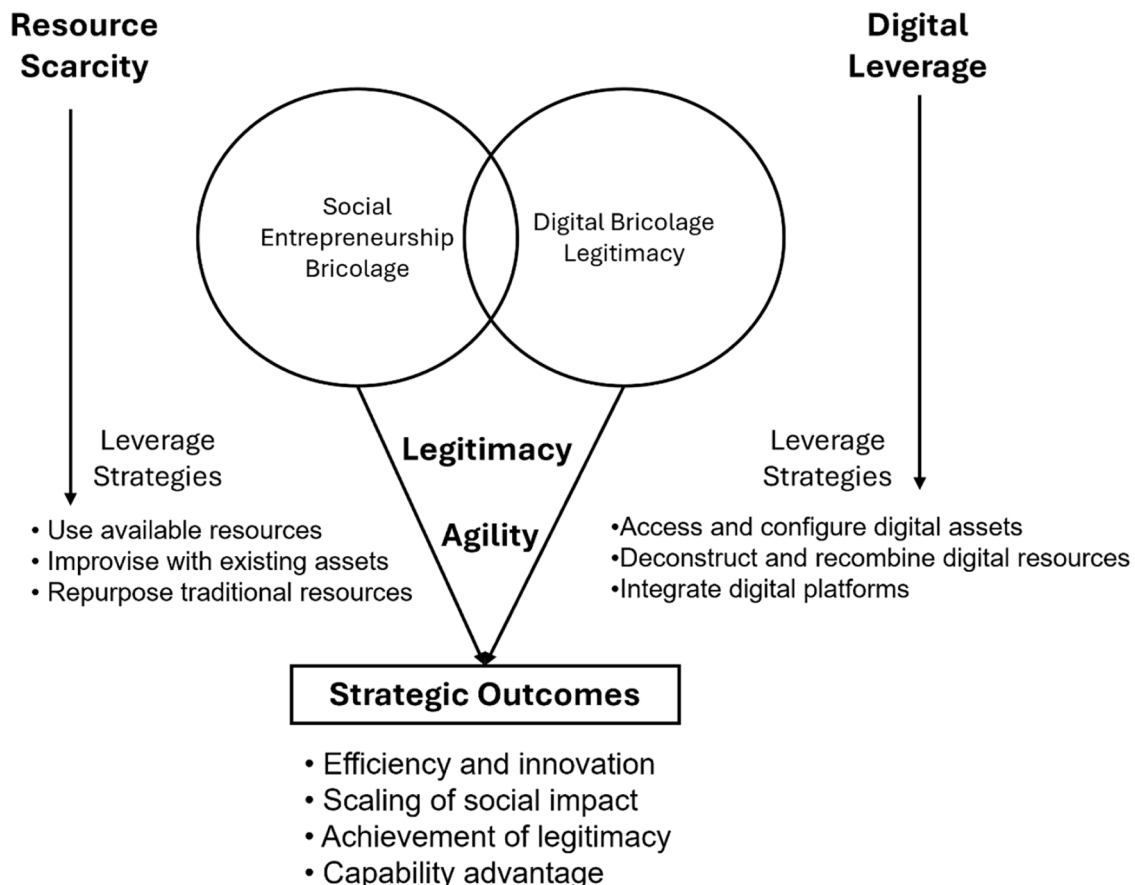 Resource
Scarcity
Digital
Leverage
Social
Entrepreneurship
Bricolage
Digital Bricolage
Legitimacy
Leverage
Strategies
• Use available resources
• Improvise with existing assets
• Repurpose traditional resources
Legitimacy
Agility
Leverage
Strategies
•Access and configure digital assets
•Deconstruct and recombine digital resources
•Integrate digital platforms
Strategic Outcomes
• Efficiency and innovation
• Scaling of social impact
• Achievement of legitimacy
• Capability advantage